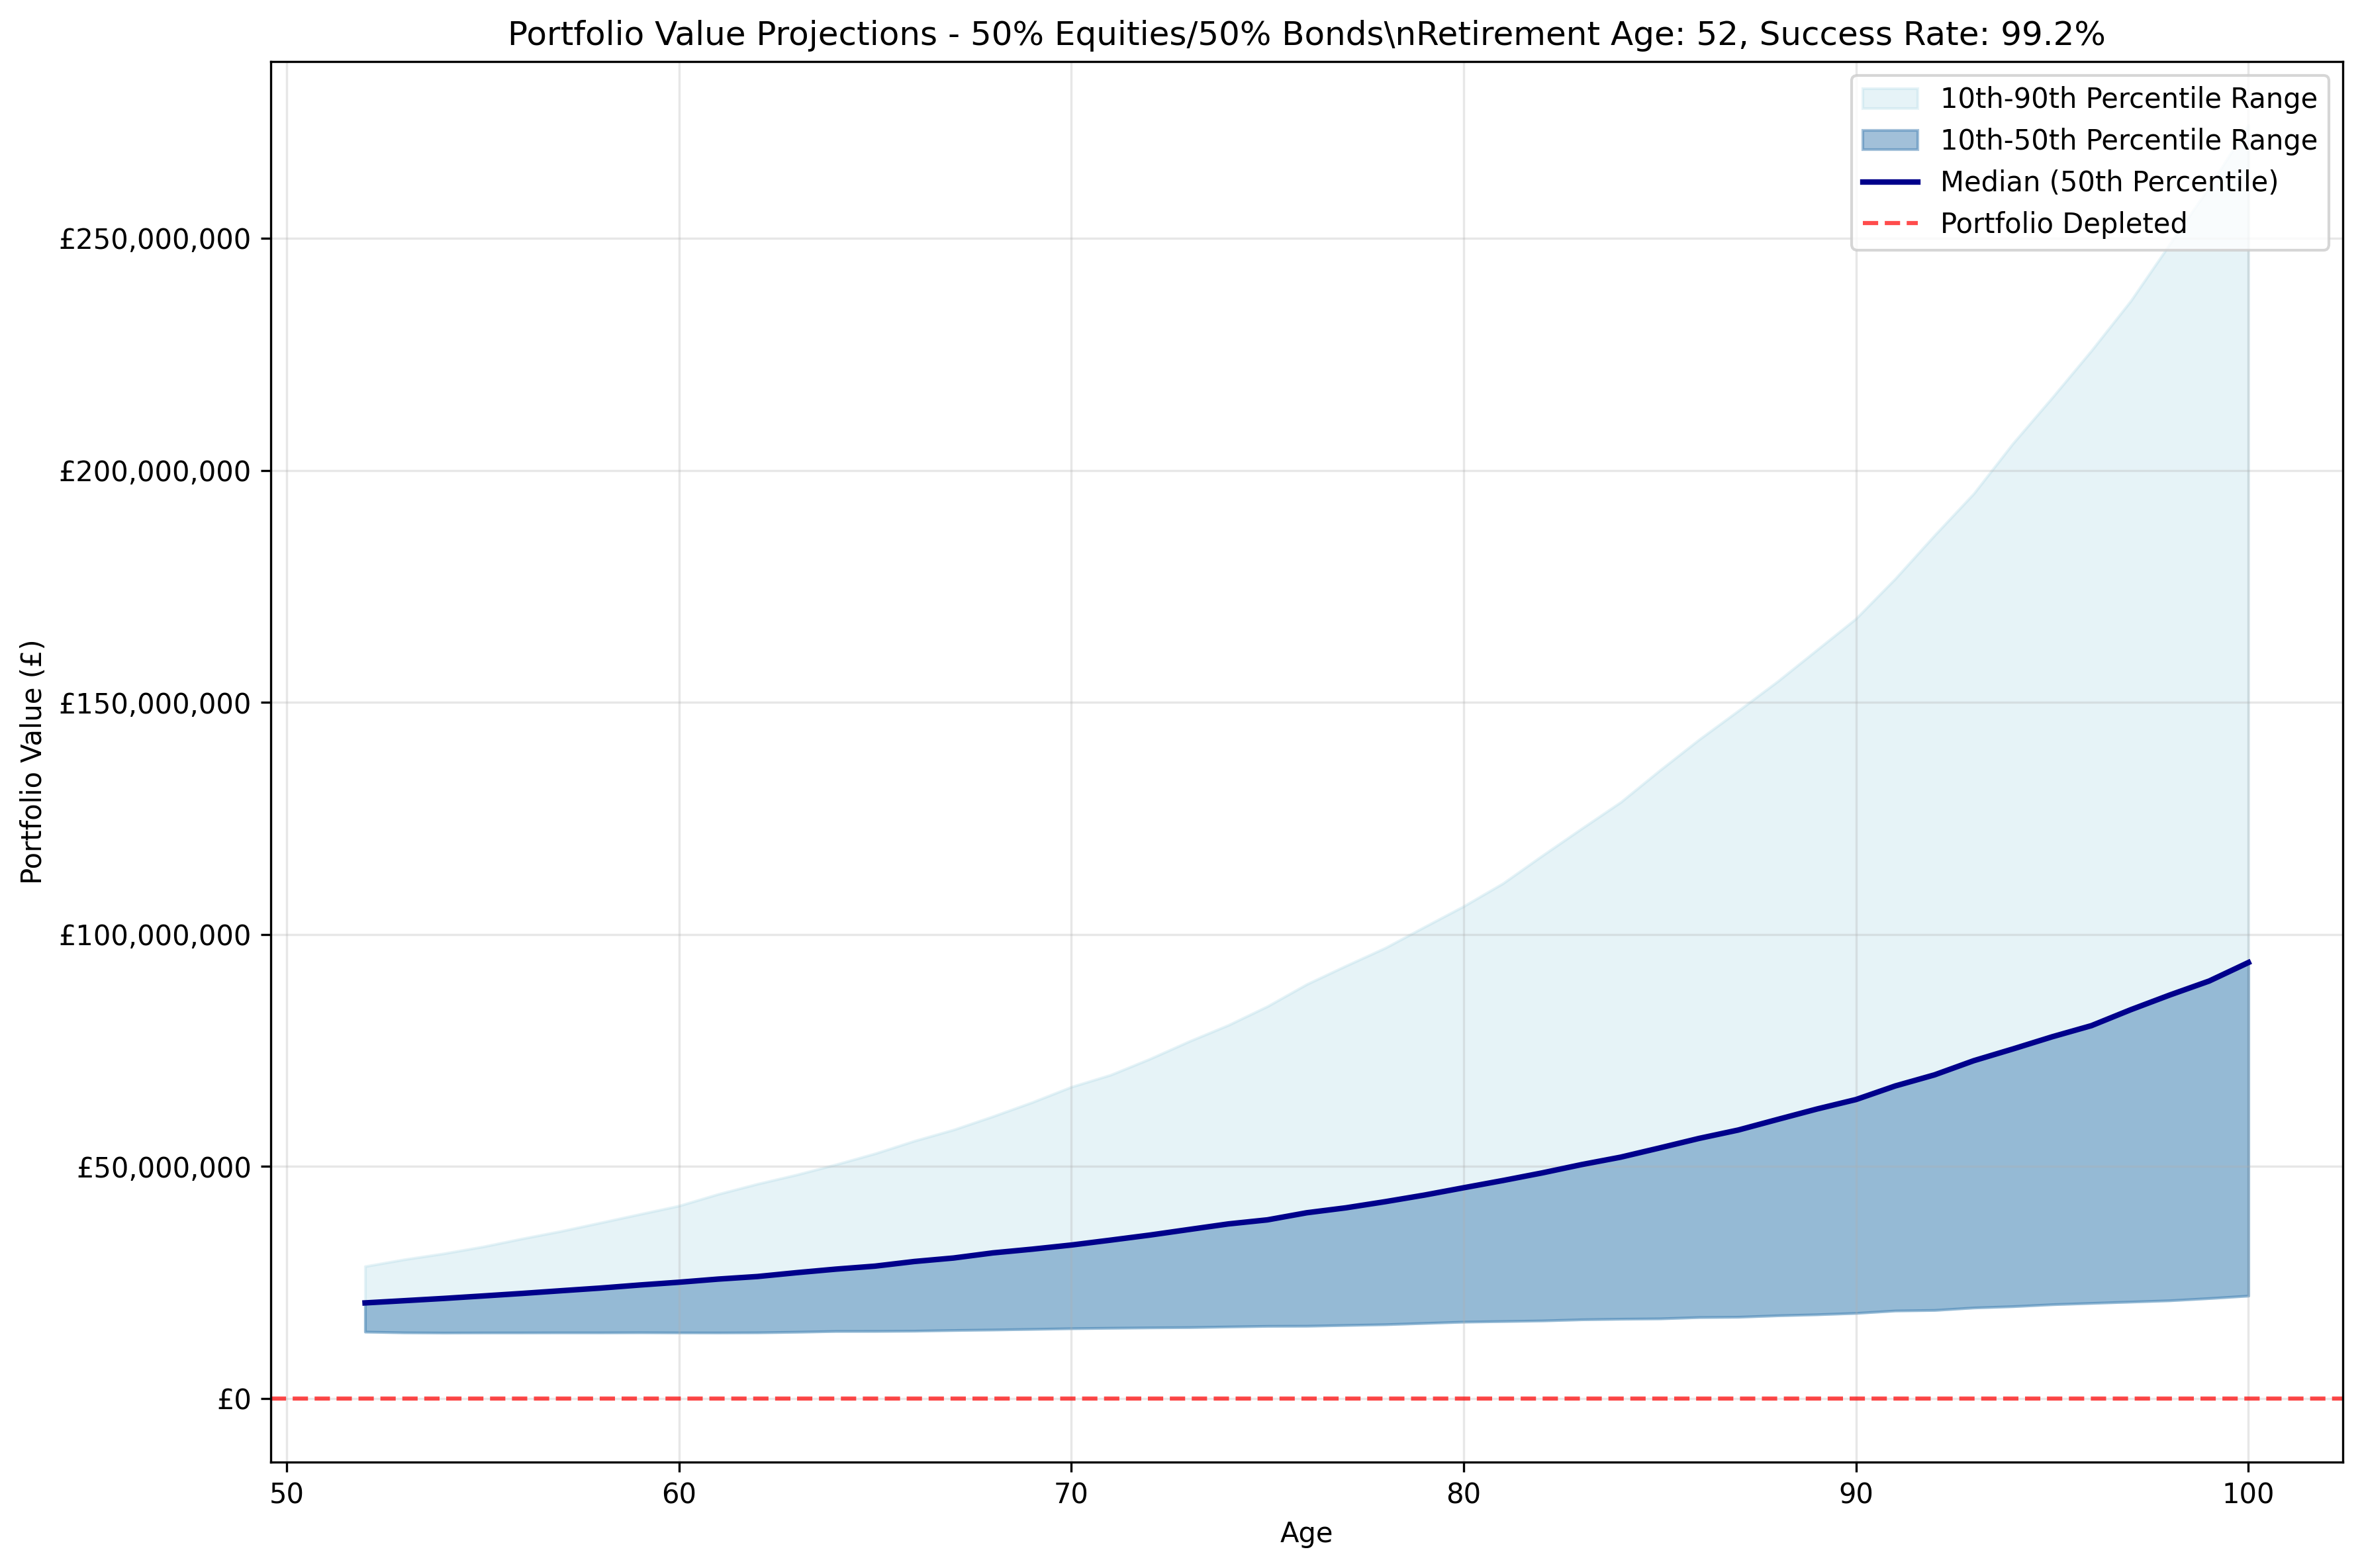 Portfolio Value Projections - 50% Equities/50% Bonds\nRetirement Age: 52, Success Rate: 99.2%
10th-90th Percentile Range
10th-50th Percentile Range
Median (50th Percentile)
Portfolio Depleted
Portfolio Value (£)
£250,000,000
£200,000,000
£150,000,000
£100,000,000
£50,000,000
£0
50
60
70
80
90
100
Age